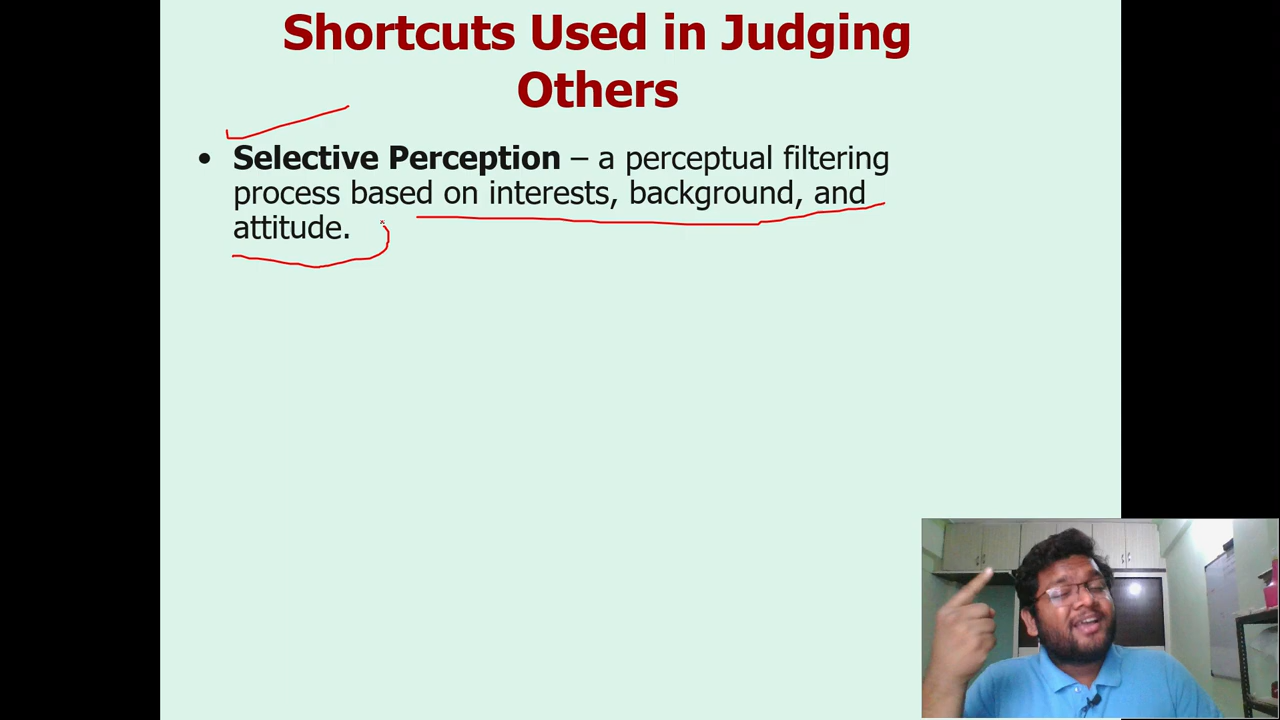 Shortcuts Used in Judging
Others
• Selective Perception – a perceptual filtering
process based on interests, background, and
attitude.